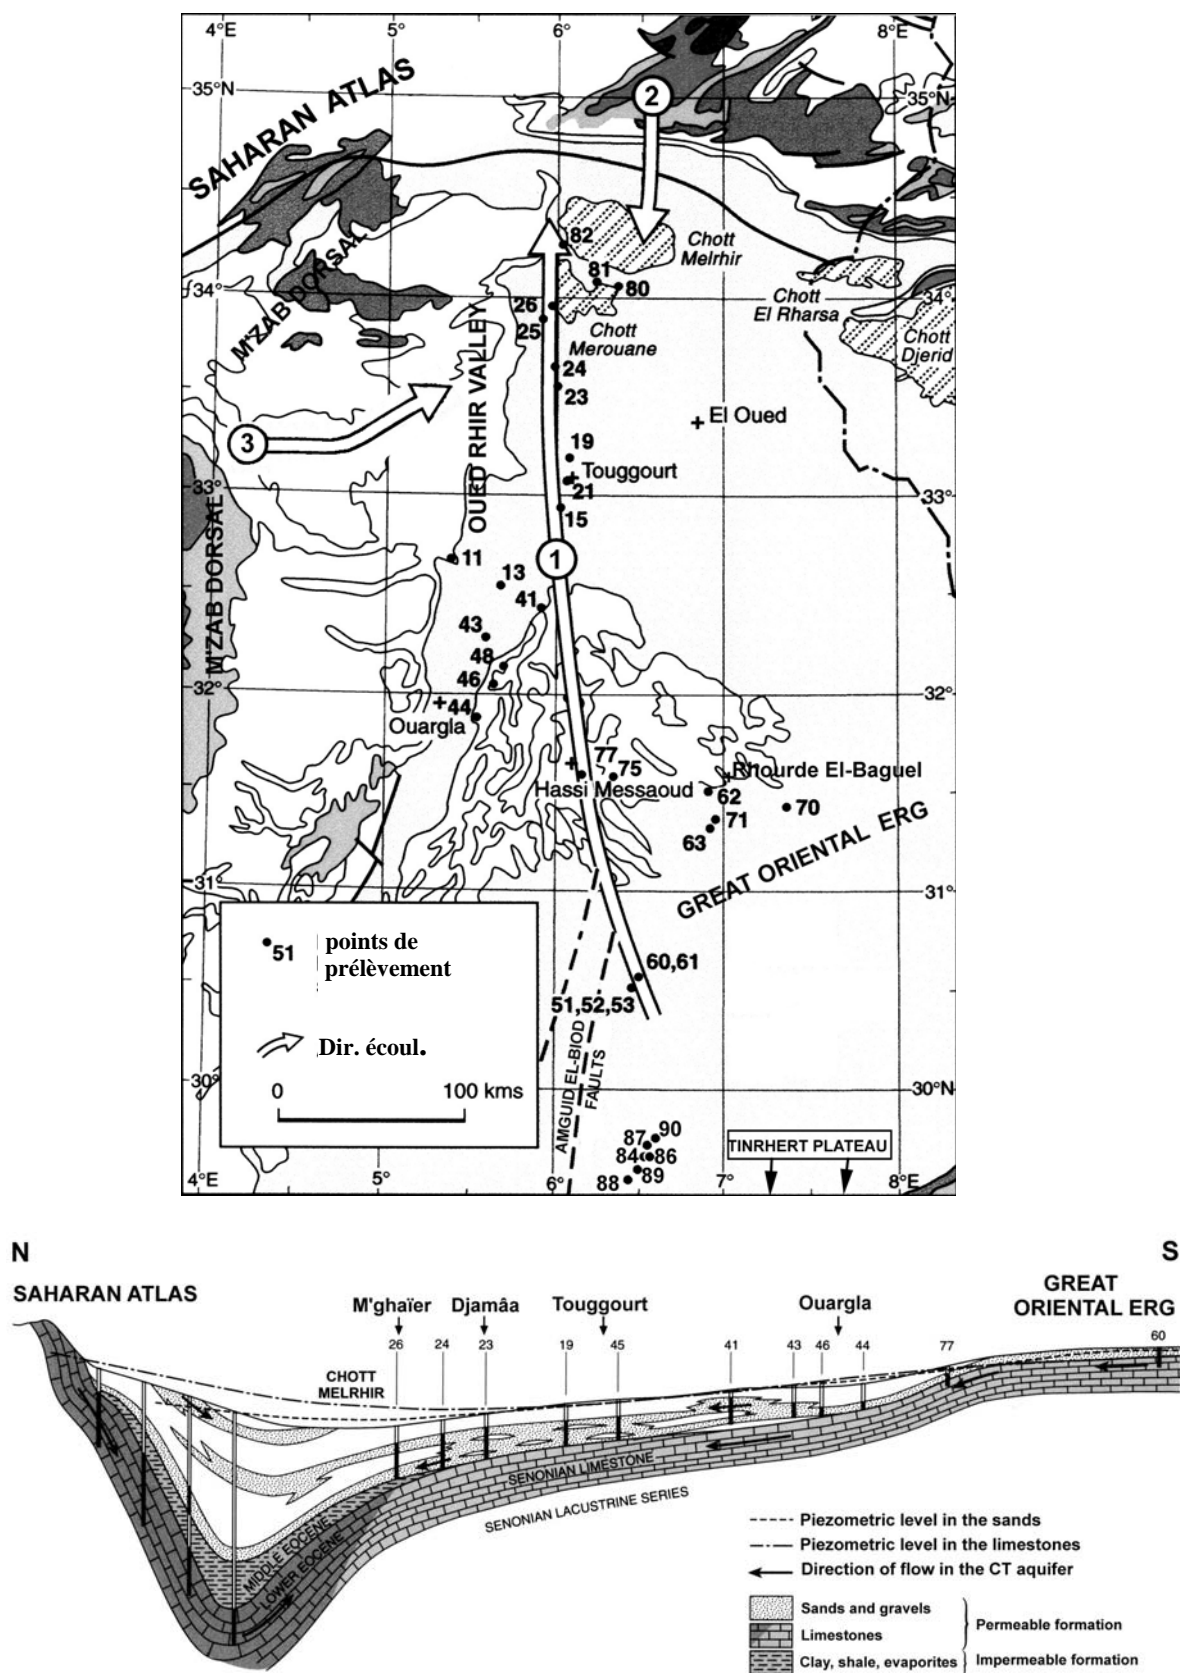 4°E 5° 6° 8°E
35°N 35°N
SAHARAN ATLAS
2
82
Chott
Melrhir
81
80
M'ZAB DORSAL
34° 34°
Chott
El Rharsa
26
25
Chott
Merouane
Chott
Djerid
OUED RHIR VALLEY
24
23
El Oued
3
19
Touggourt
21
33° 33°
15
M'ZAB DORSAL
1
11
13
41
43
48
46
32° 32°
44
Ouargla
77
75
Rhourde El-Baguel
Hassi Messaoud
62
70
71
63
GREAT ORIENTAL ERG
31° 31°
51
points de
prélèvement
60,61
51,52,53
Dir. écoul.
AMGUID EL-BIOD
FAULTS
0 100 kms
30° 30°N
87 90
84 86
89
88
TINRHERT PLATEAU
4°E 5° 6° 7° 8°E
N S
SAHARAN ATLAS
GREAT
ORIENTAL ERG
M'ghaïer Djamâa Touggourt Ouargla
26 24 23 19 45 41 43 46 44 77 60
CHOTT
MELRHIR
SENONIAN LIMESTONE
SENONIAN LACUSTRINE SERIES
MIDDLE EOCENE
LOWER EOCENE
Piezometric level in the sands
Piezometric level in the limestones
Direction of flow in the CT aquifer
Sands and gravels
Limestones
Permeable formation
Clay, shale, evaporites
Impermeable formation